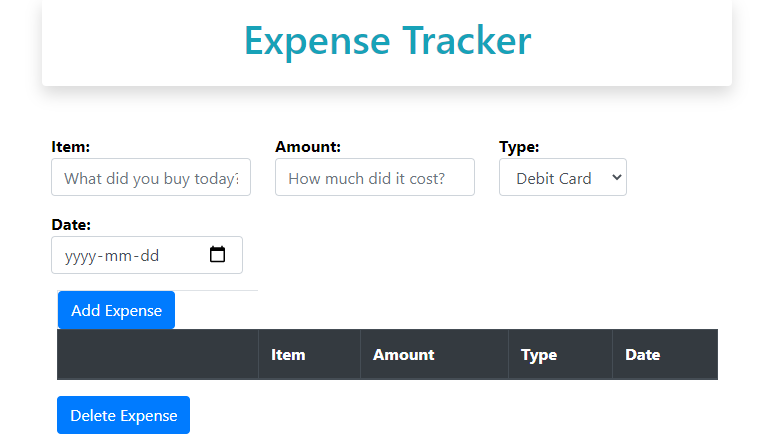 Expense Tracker
Item: Amount: Type:
What did you buy today? How much did it cost? Debit Card
Date:
yyyy-mm-dd
Add Expense
Item Amount Type Date
Delete Expense